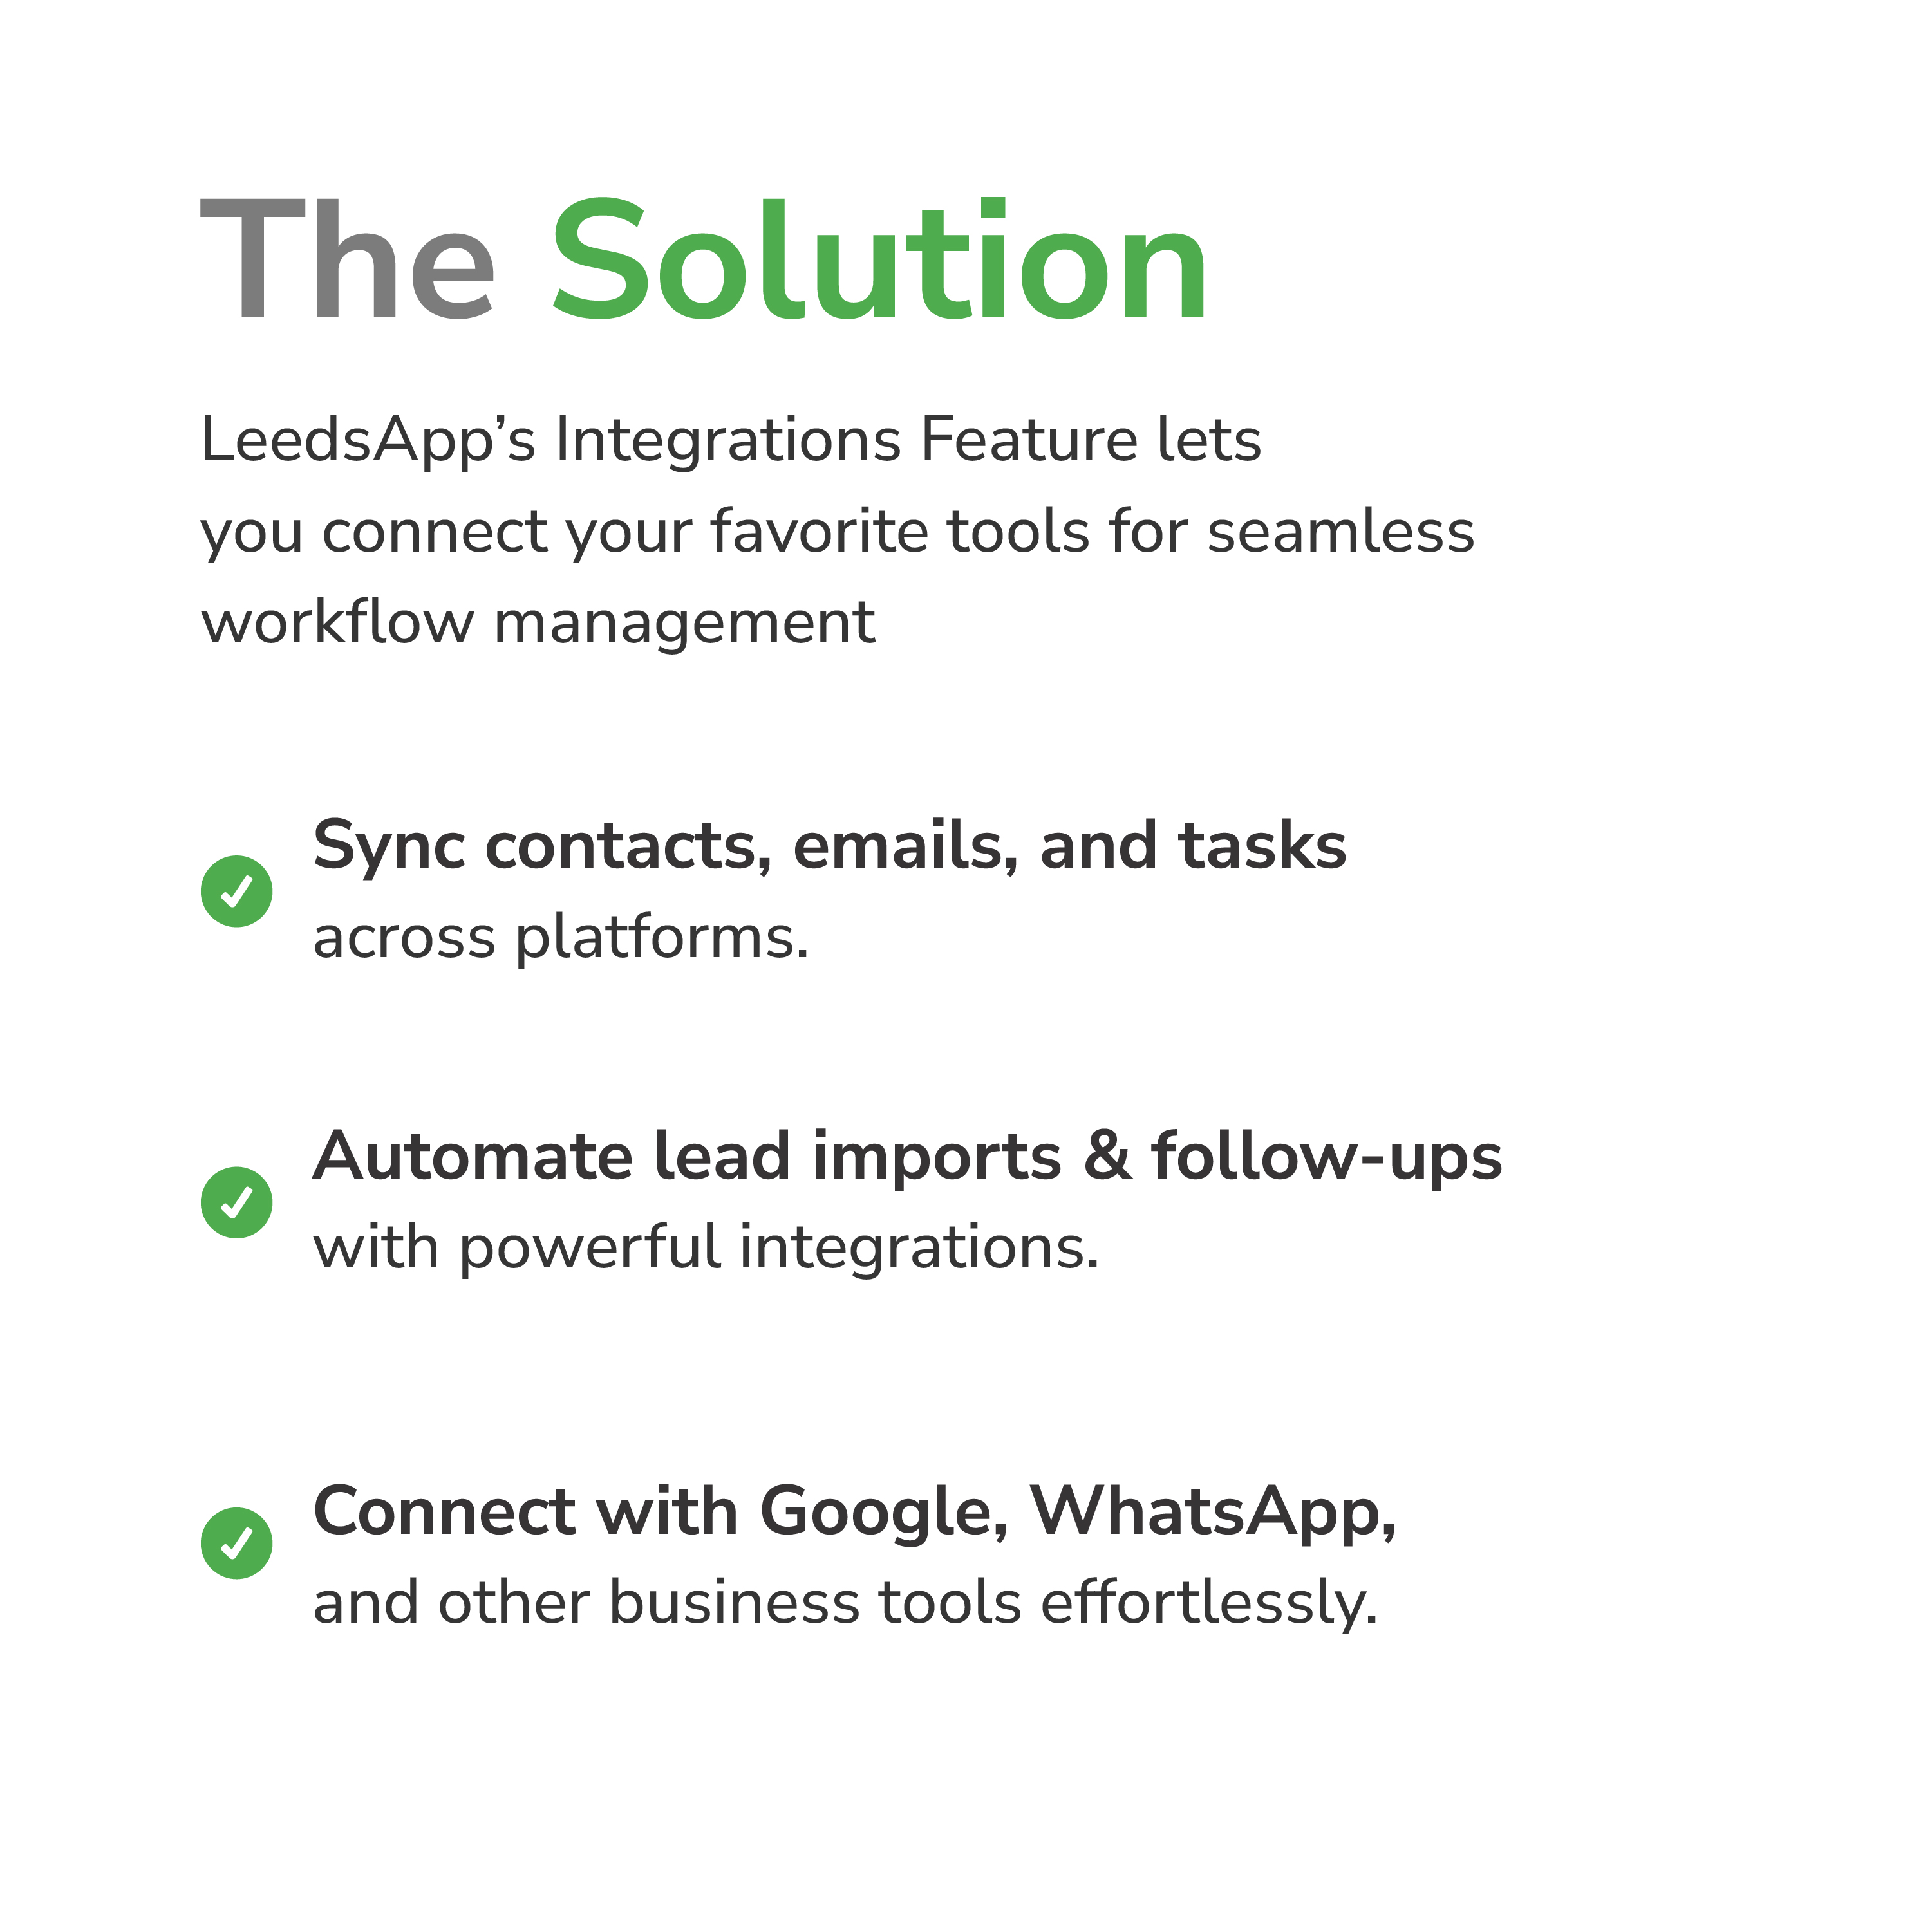 The Solution
LeedsApp’s Integrations Feature lets
you connect your favorite tools for seamless
workflow management
Sync contacts, emails, and tasks
across platforms.
Automate lead imports & follow-ups
with powerful integrations.
Connect with Google, WhatsApp,
and other business tools effortlessly.